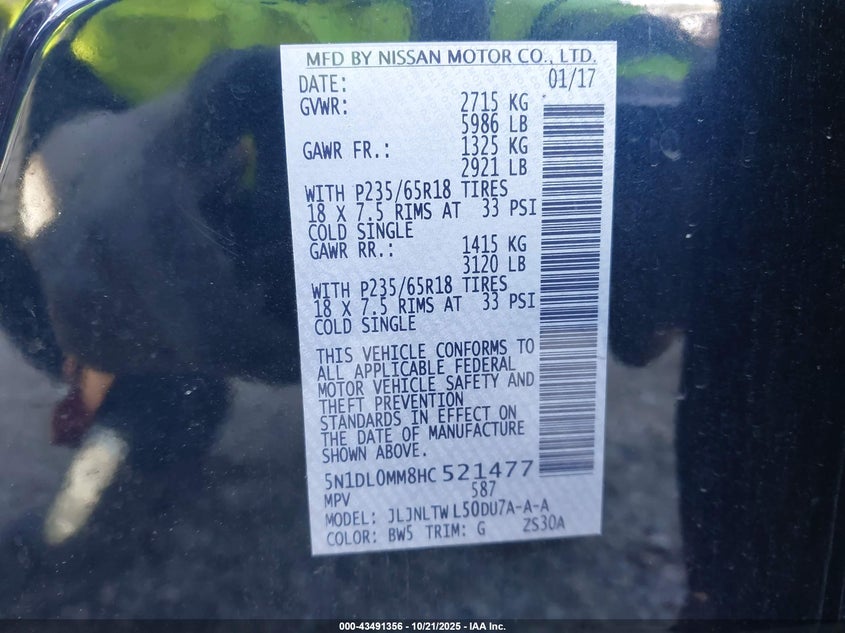 MFD BY NISSAN MOTOR CO., LTD.
DATE: 01/17
GVWR: 2715 KG
5986 LB
GAWR FR.: 1325 KG
2921 LB
WITH P235/65R18 TIRES
18 X 7.5 RIMS AT 33 PSI
COLD SINGLE
GAWR RR.: 1415 KG
3120 LB
WITH P235/65R18 TIRES
18 X 7.5 RIMS AT 33 PSI
COLD SINGLE
THIS VEHICLE CONFORMS TO
ALL APPLICABLE FEDERAL
MOTOR VEHICLE SAFETY AND
THEFT PREVENTION
STANDARDS IN EFFECT ON
THE DATE OF MANUFACTURE
SHOWN ABOVE.
5N1DL0MM8HC521477
MPV 587
MODEL: JLJNLTWL50DU7A-A-A
COLOR: BW5 TRIM: G ZS30A
000-43491356 - 10/21/2025 - IAA Inc.